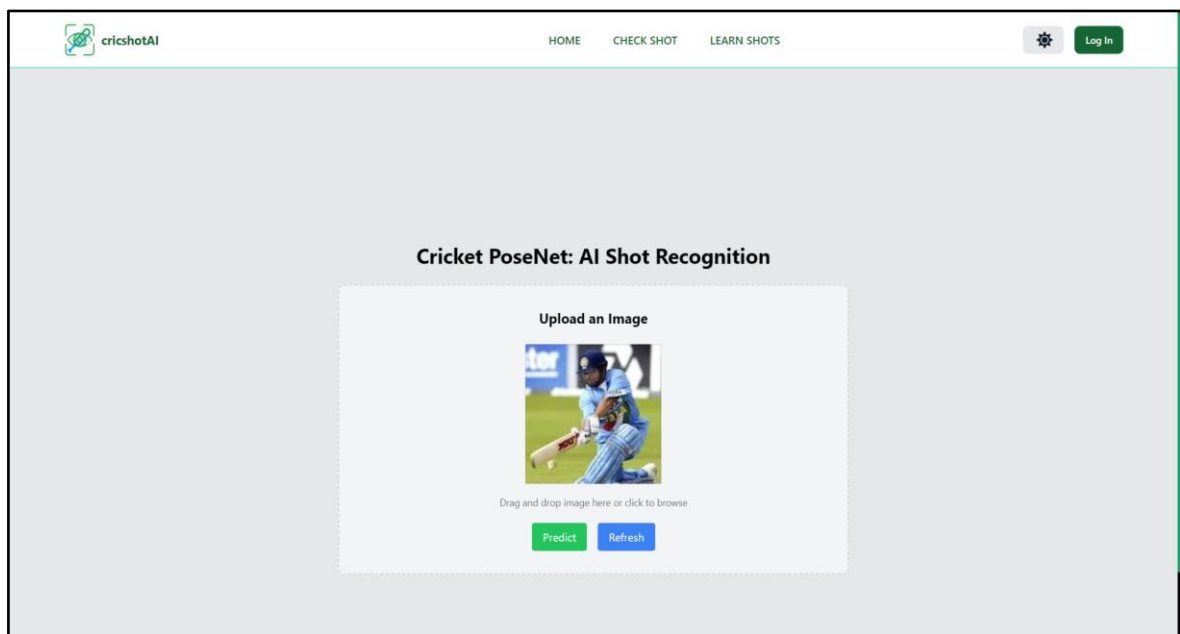 cricshotAI
HOME CHECK SHOT LEARN SHOTS
Log In
Cricket PoseNet: AI Shot Recognition
Upload an Image
MRF
Drag and drop image here or click to browse
Predict Refresh